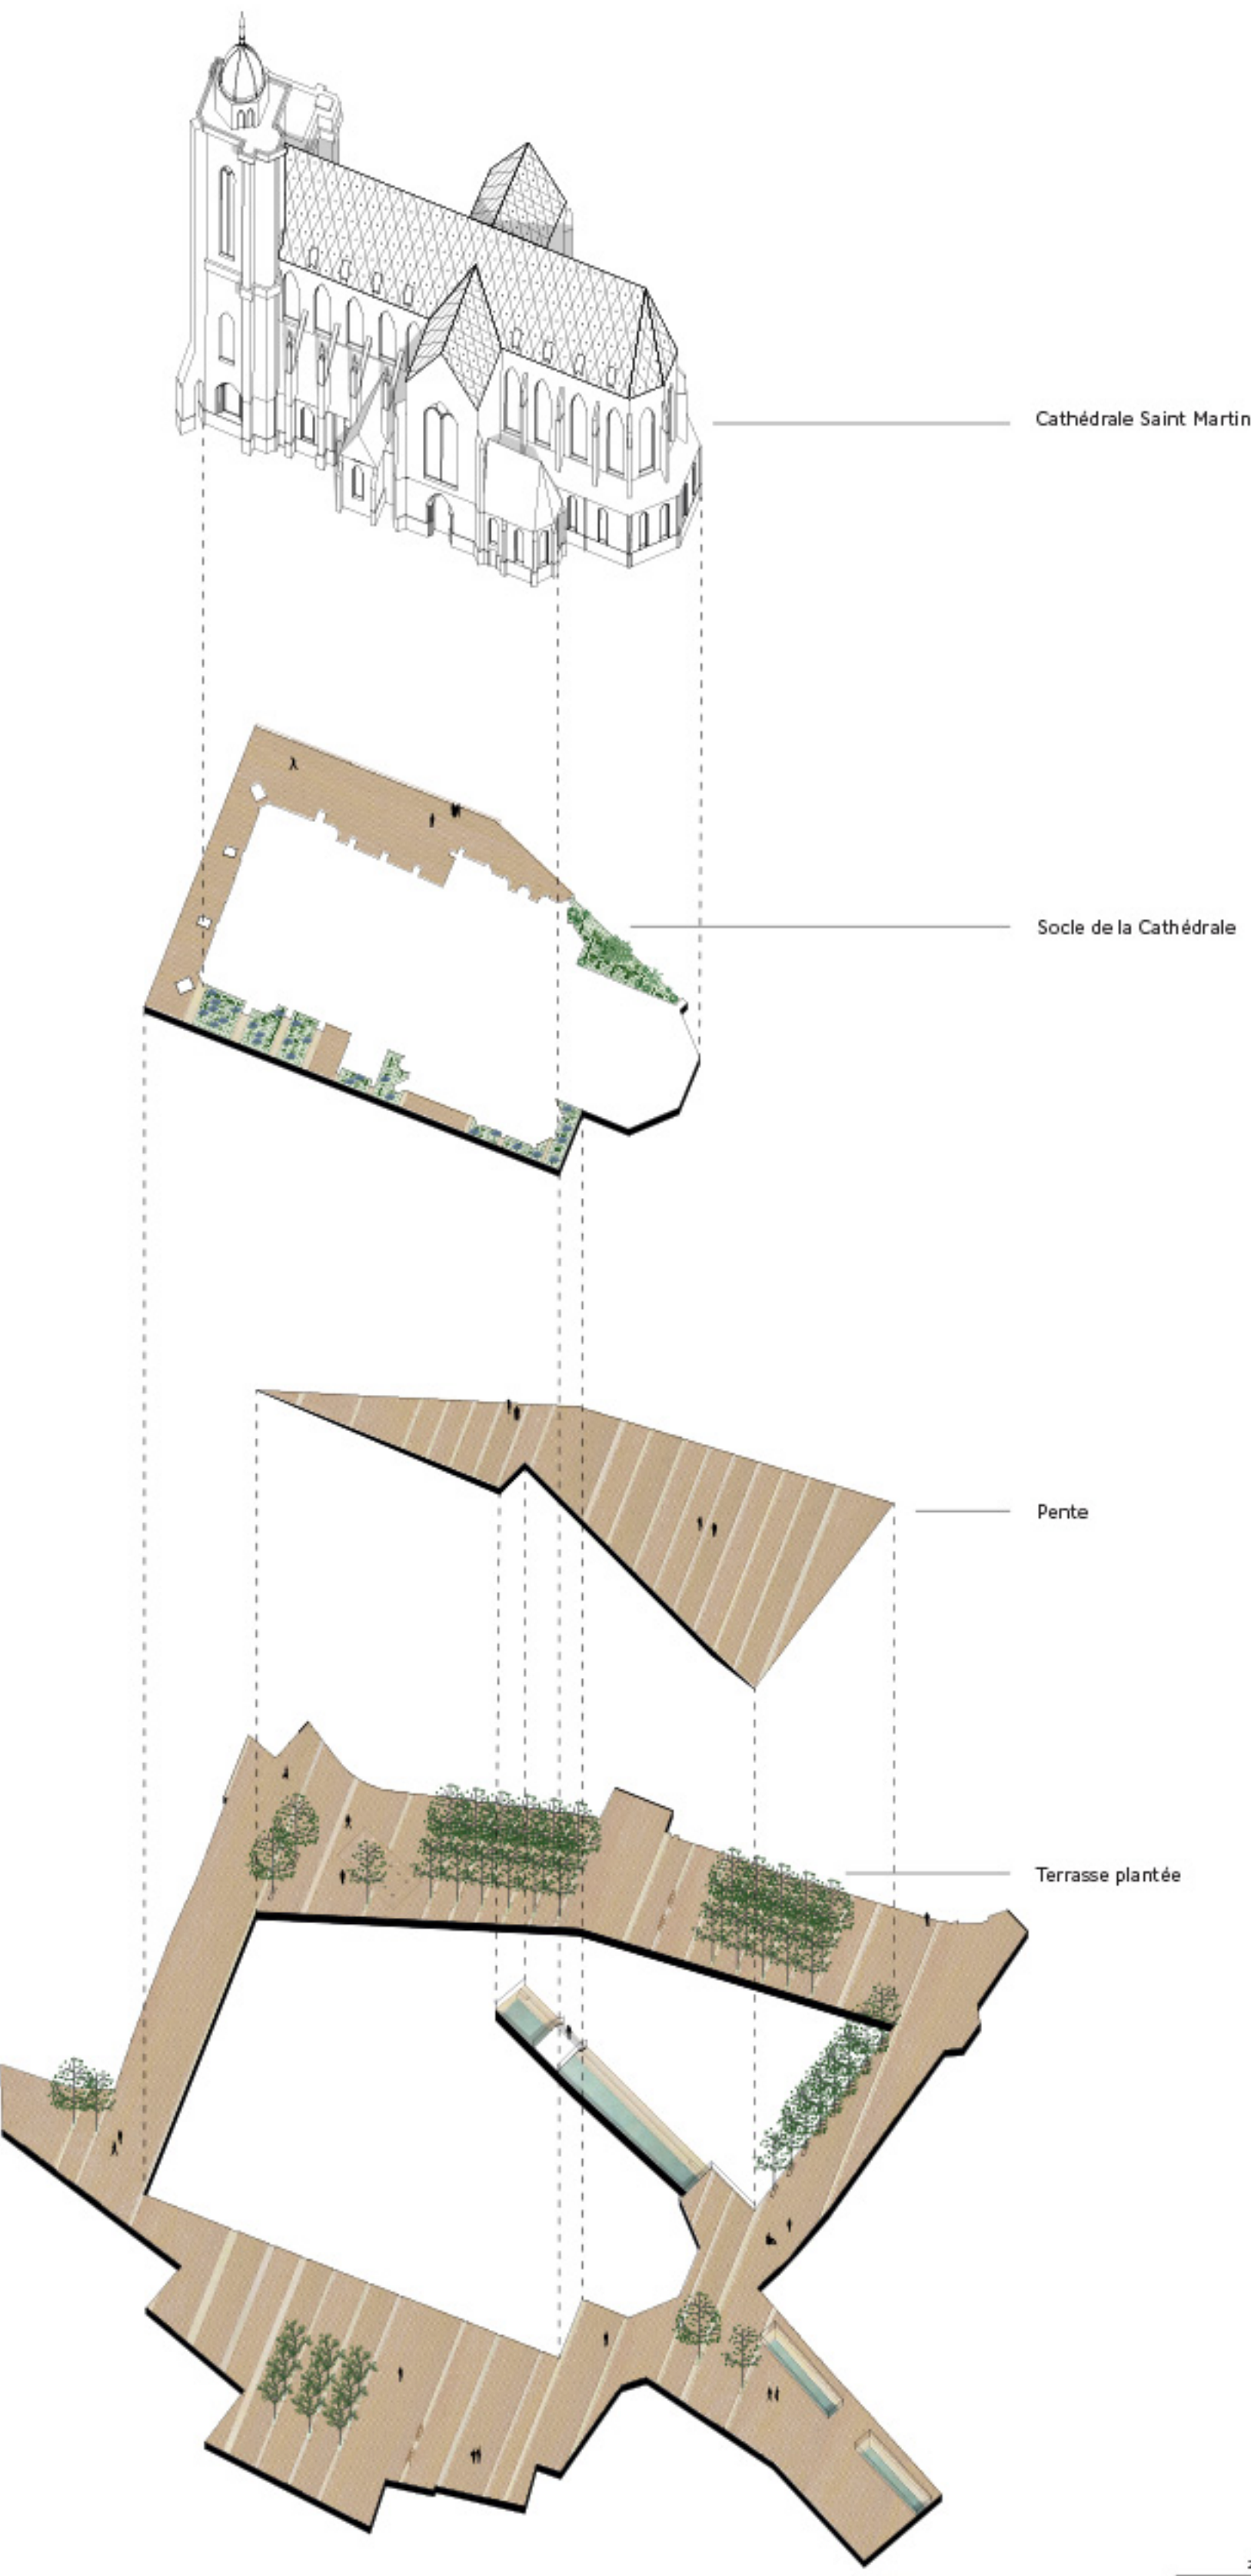 Cathédrale Saint Martin
Socle de la Cathédrale
Pente
Terrasse plantée